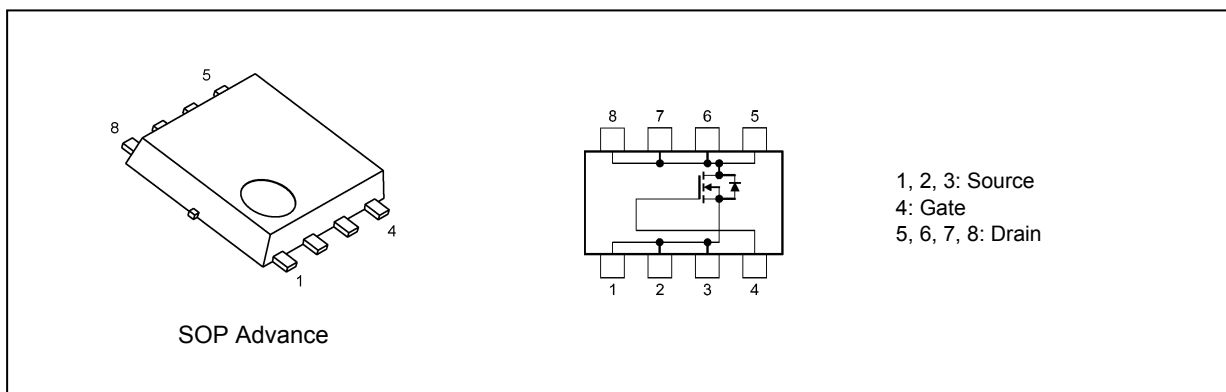 5
8
4
1
SOP Advance
8 7 6 5
1 2 3 4
1, 2, 3: Source
4: Gate
5, 6, 7, 8: Drain